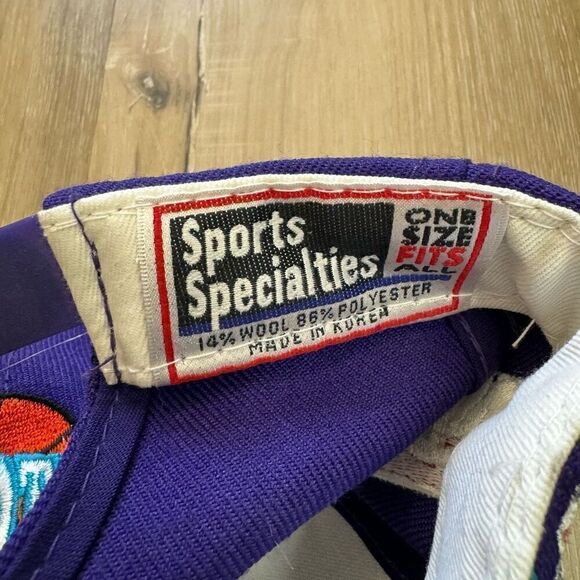 Sports
Specialties
ONE
SIZE
FITS
ALL
14% WOOL 86% POLYESTER
MADE IN KOREA